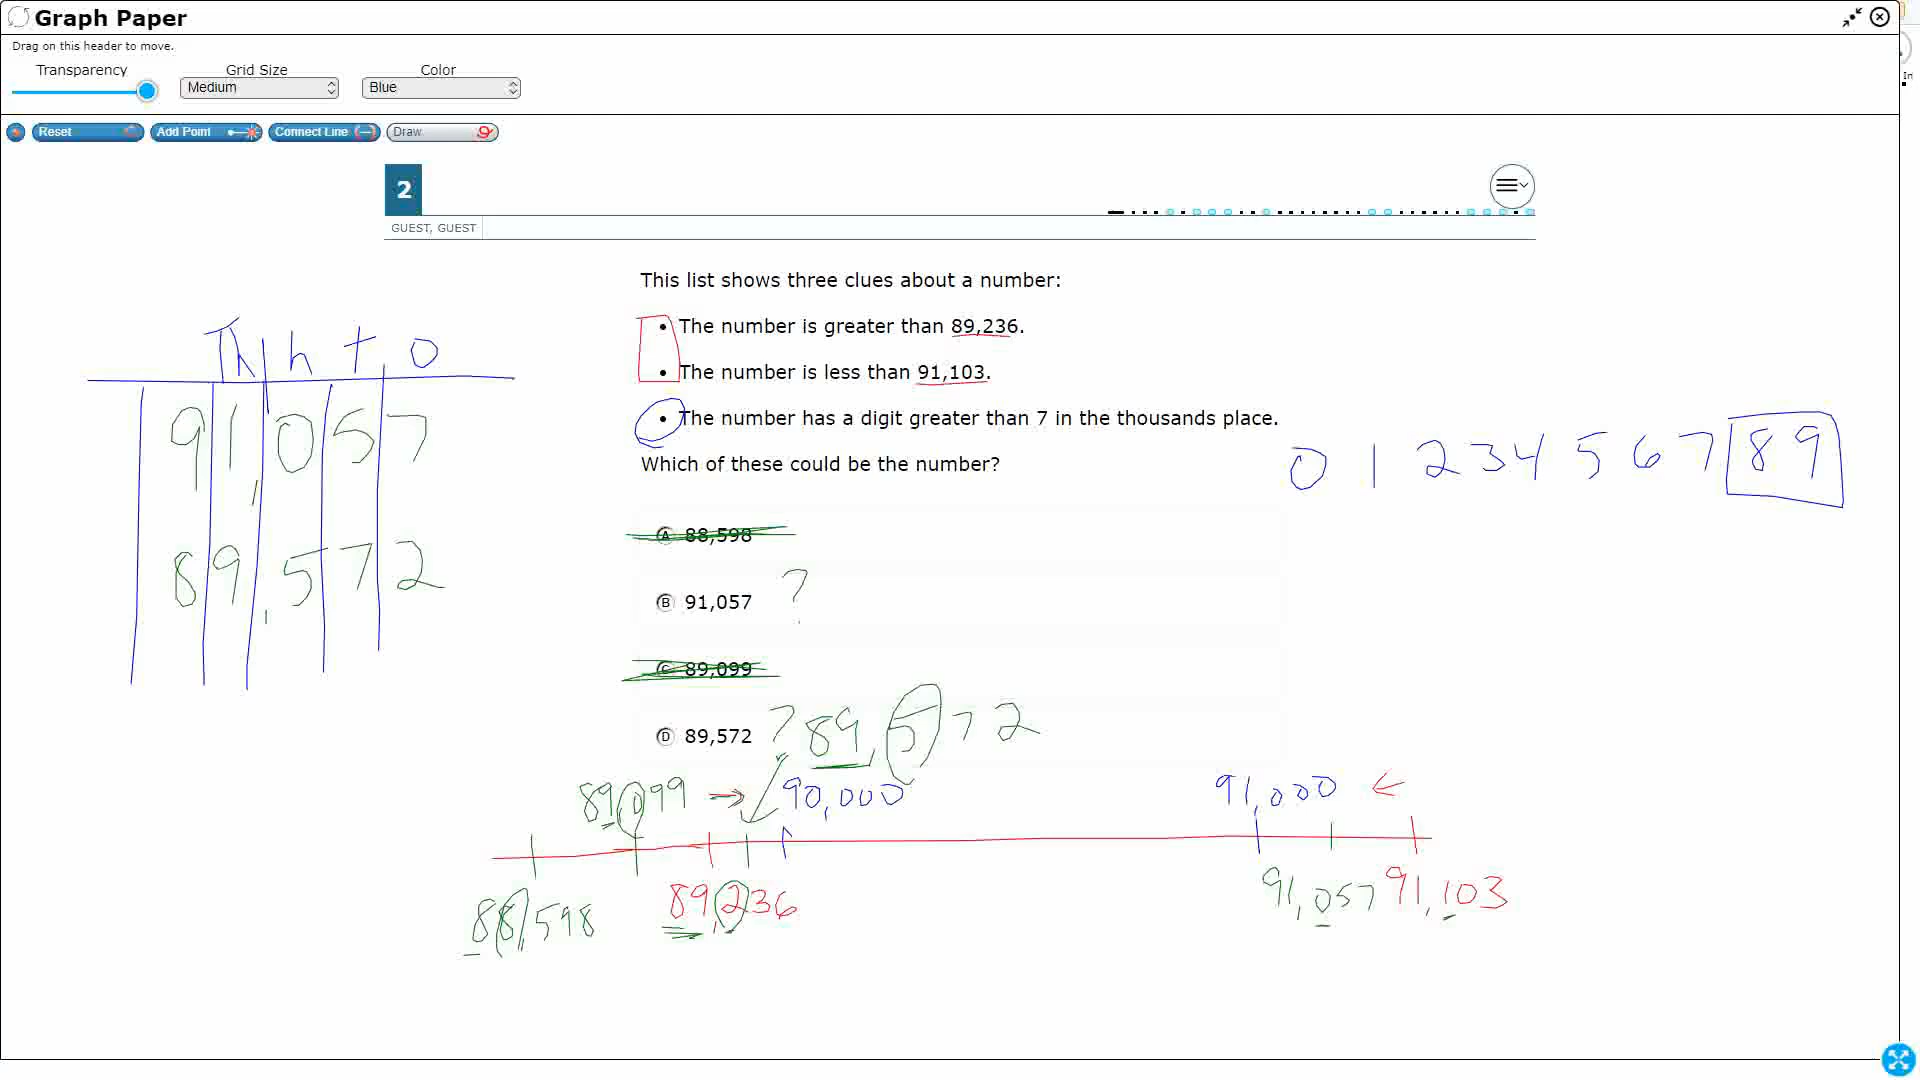 Graph Paper
Drag on this header to move.
Transparency Grid Size Color
Medium Blue
Reset Add Point Connect Line Draw
2
GUEST, GUEST
This list shows three clues about a number:
• The number is greater than 89,236.
• The number is less than 91,103.
• The number has a digit greater than 7 in the thousands place.
Which of these could be the number?
A 88,598
B 91,057 ?
C 89,099
D 89,572 ? 89,572
Th h t o
91,057
89,572
0 1 2 3 4 5 6 7 8 9
89,099 → 90,000 91,000 ←
88,598 89,236 91,057 91,103
In